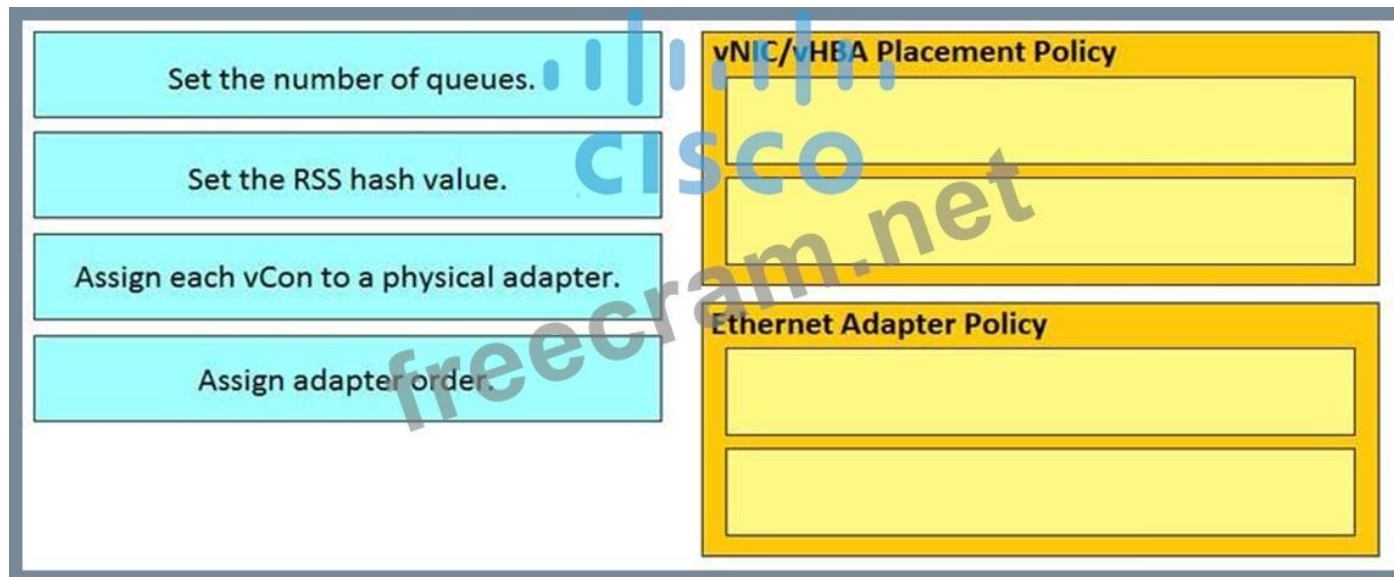 Set the number of queues.
Set the RSS hash value.
Assign each vCon to a physical adapter.
Assign adapter order.
vNIC/vHBA Placement Policy
Ethernet Adapter Policy
CISCO
freecram.net